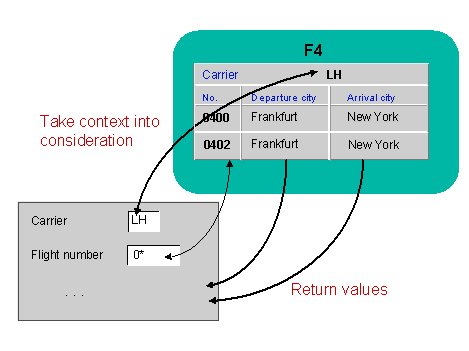 F4
Carrier LH
No. Departure city Arrival city
0400 Frankfurt New York
0402 Frankfurt New York
Take context into
consideration
Carrier LH
Flight number 0*
. . .
Return values